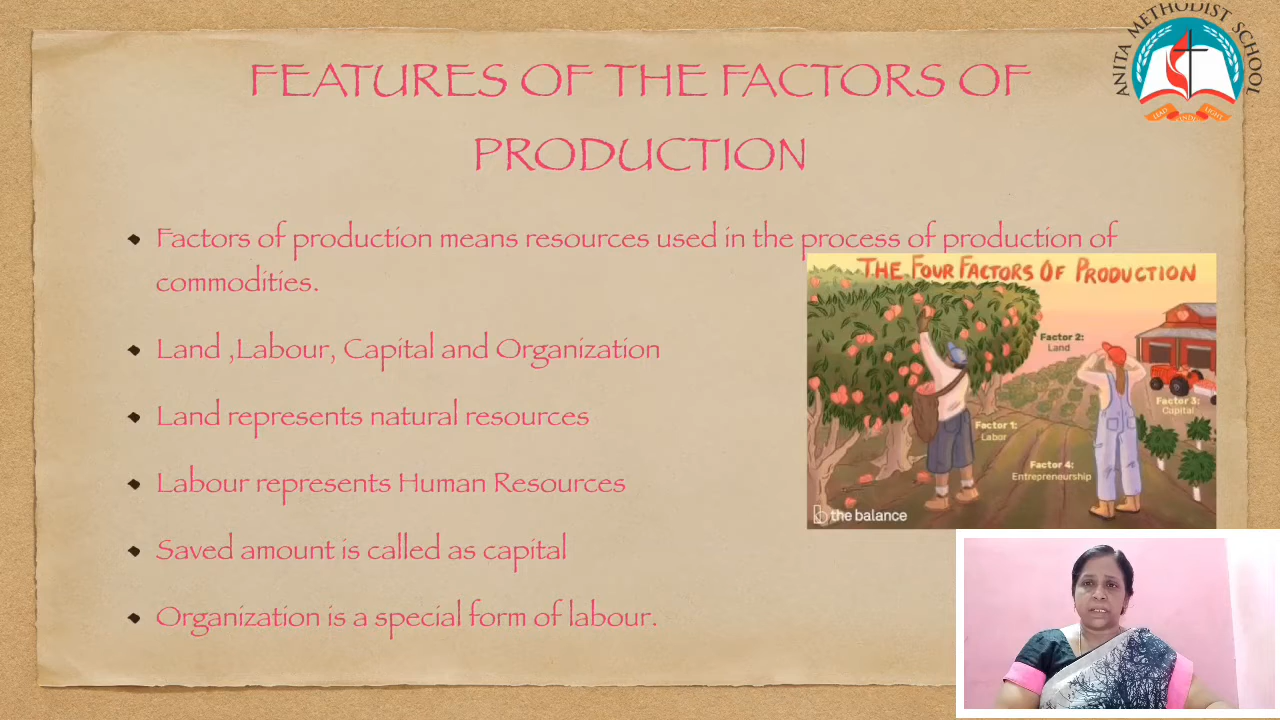 ANITA METHODIST SCHOOL
FEATURES OF THE FACTORS OF
PRODUCTION
Factors of production means resources used in the process of production of
commodities.
Land ,Labour, Capital and Organization
Land represents natural resources
Labour represents Human Resources
Saved amount is called as capital
Organization is a special form of labour.
THE FOUR FACTORS OF PRODUCTION
Factor 2:
Land
Factor 3:
Capital
Factor 1:
Labor
Factor 4:
Entrepreneurship
the balance